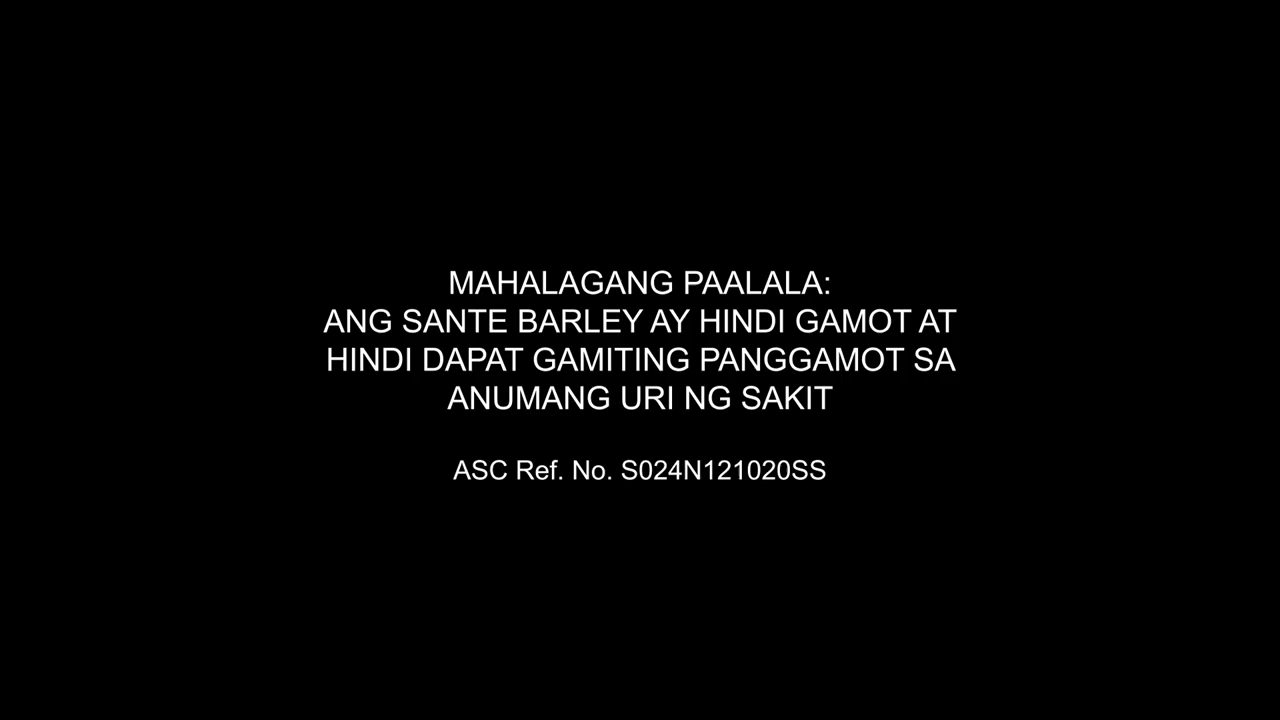 MAHALAGANG PAALALA:
ANG SANTE BARLEY AY HINDI GAMOT AT
HINDI DAPAT GAMITING PANGGAMOT SA
ANUMANG URI NG SAKIT
ASC Ref. No. S024N121020SS